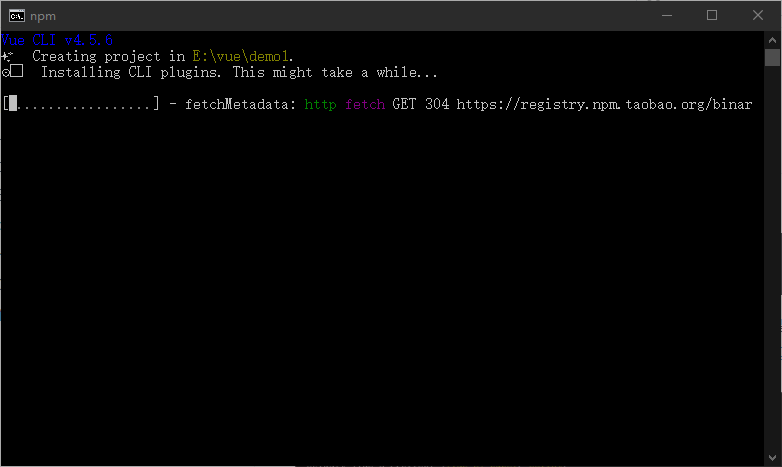 npm
Vue CLI v4.5.6
Creating project in E:\vue\demo1.
Installing CLI plugins. This might take a while...
[.................] - fetchMetadata: http fetch GET 304 https://registry.npm.taobao.org/binar